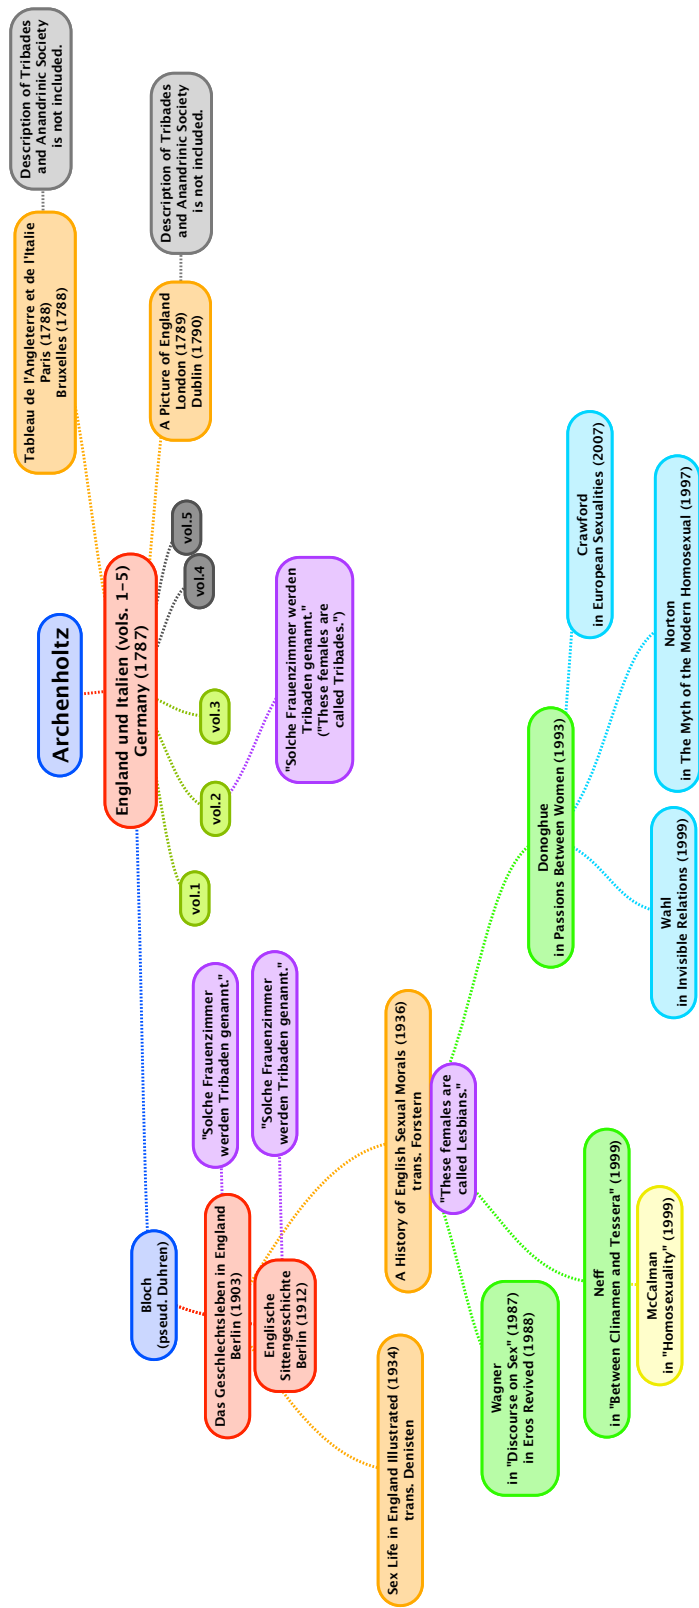 Archenholtz
England und Italien (vols. 1-5)
Germany (1787)
Tableau de l'Angleterre et de l'Italie
Paris (1788)
Bruxelles (1788)
Description of Tribades
and Anandrinic Society
is not included.
A Picture of England
London (1789)
Dublin (1790)
Description of Tribades
and Anandrinic Society
is not included.
vol.5
vol.4
vol.3
vol.2
vol.1
"Solche Frauenzimmer werden
Tribaden genannt."
("These females are
called Tribades.")
Bloch
(pseud. Duhren)
Das Geschlechtsleben in England
Berlin (1903)
"Solche Frauenzimmer
werden Tribaden genannt."
Englische
Sittengeschichte
Berlin (1912)
"Solche Frauenzimmer
werden Tribaden genannt."
Sex Life in England Illustrated (1934)
trans. Denisten
A History of English Sexual Morals (1936)
trans. Forstern
"These females are
called Lesbians."
Wagner
in "Discourse on Sex" (1987)
in Eros Revived (1988)
Neff
in "Between Clinamen and Tessera" (1999)
McCalman
in "Homosexuality" (1999)
Donoghue
in Passions Between Women (1993)
Wahl
in Invisible Relations (1999)
Norton
in The Myth of the Modern Homosexual (1997)
Crawford
in European Sexualities (2007)